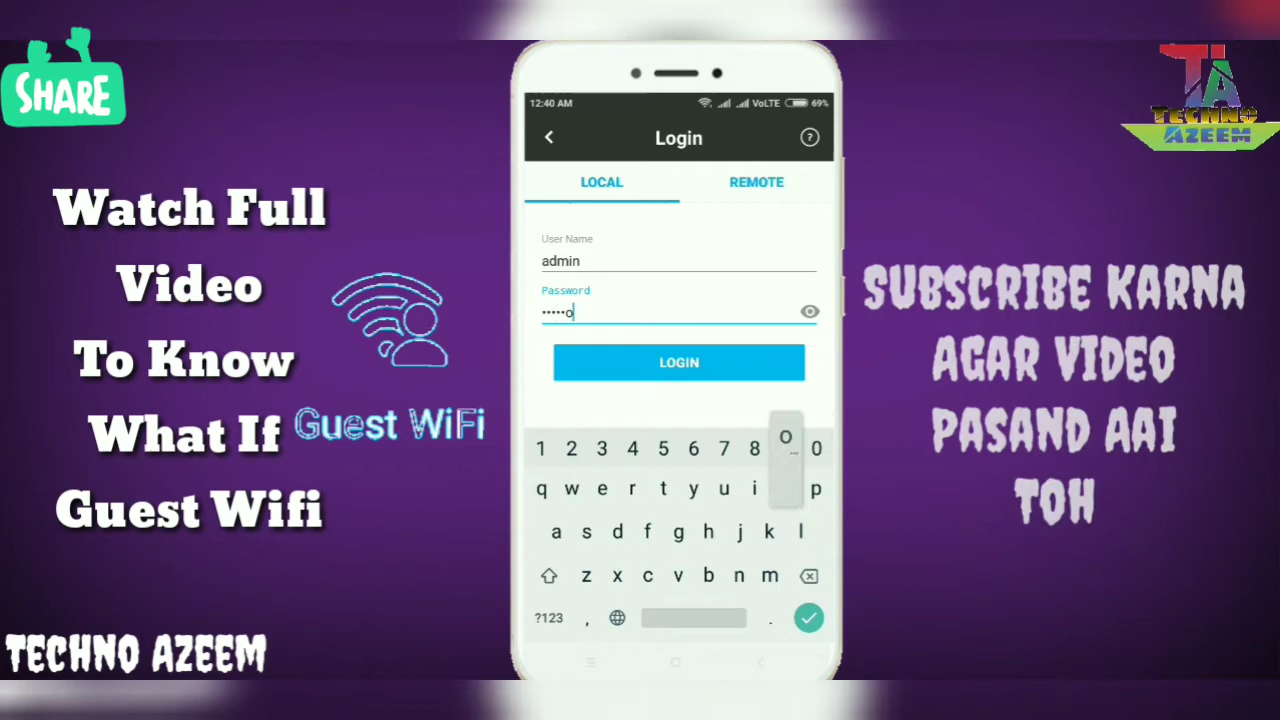 SHARE
TA
TECHNO
AZEEM
Watch Full
Video
To Know
What If
Guest Wifi
Guest WiFi
TECHNO AZEEM
12:40 AM VoLTE 69%
Login
?
LOCAL REMOTE
User Name
admin
Password
•••••o
LOGIN
1 2 3 4 5 6 7 8 0
o
...
q w e r t y u i p
a s d f g h j k l
z x c v b n m
?123 , .
SUBSCRIBE KARNA
AGAR VIDEO
PASAND AAI
TOH